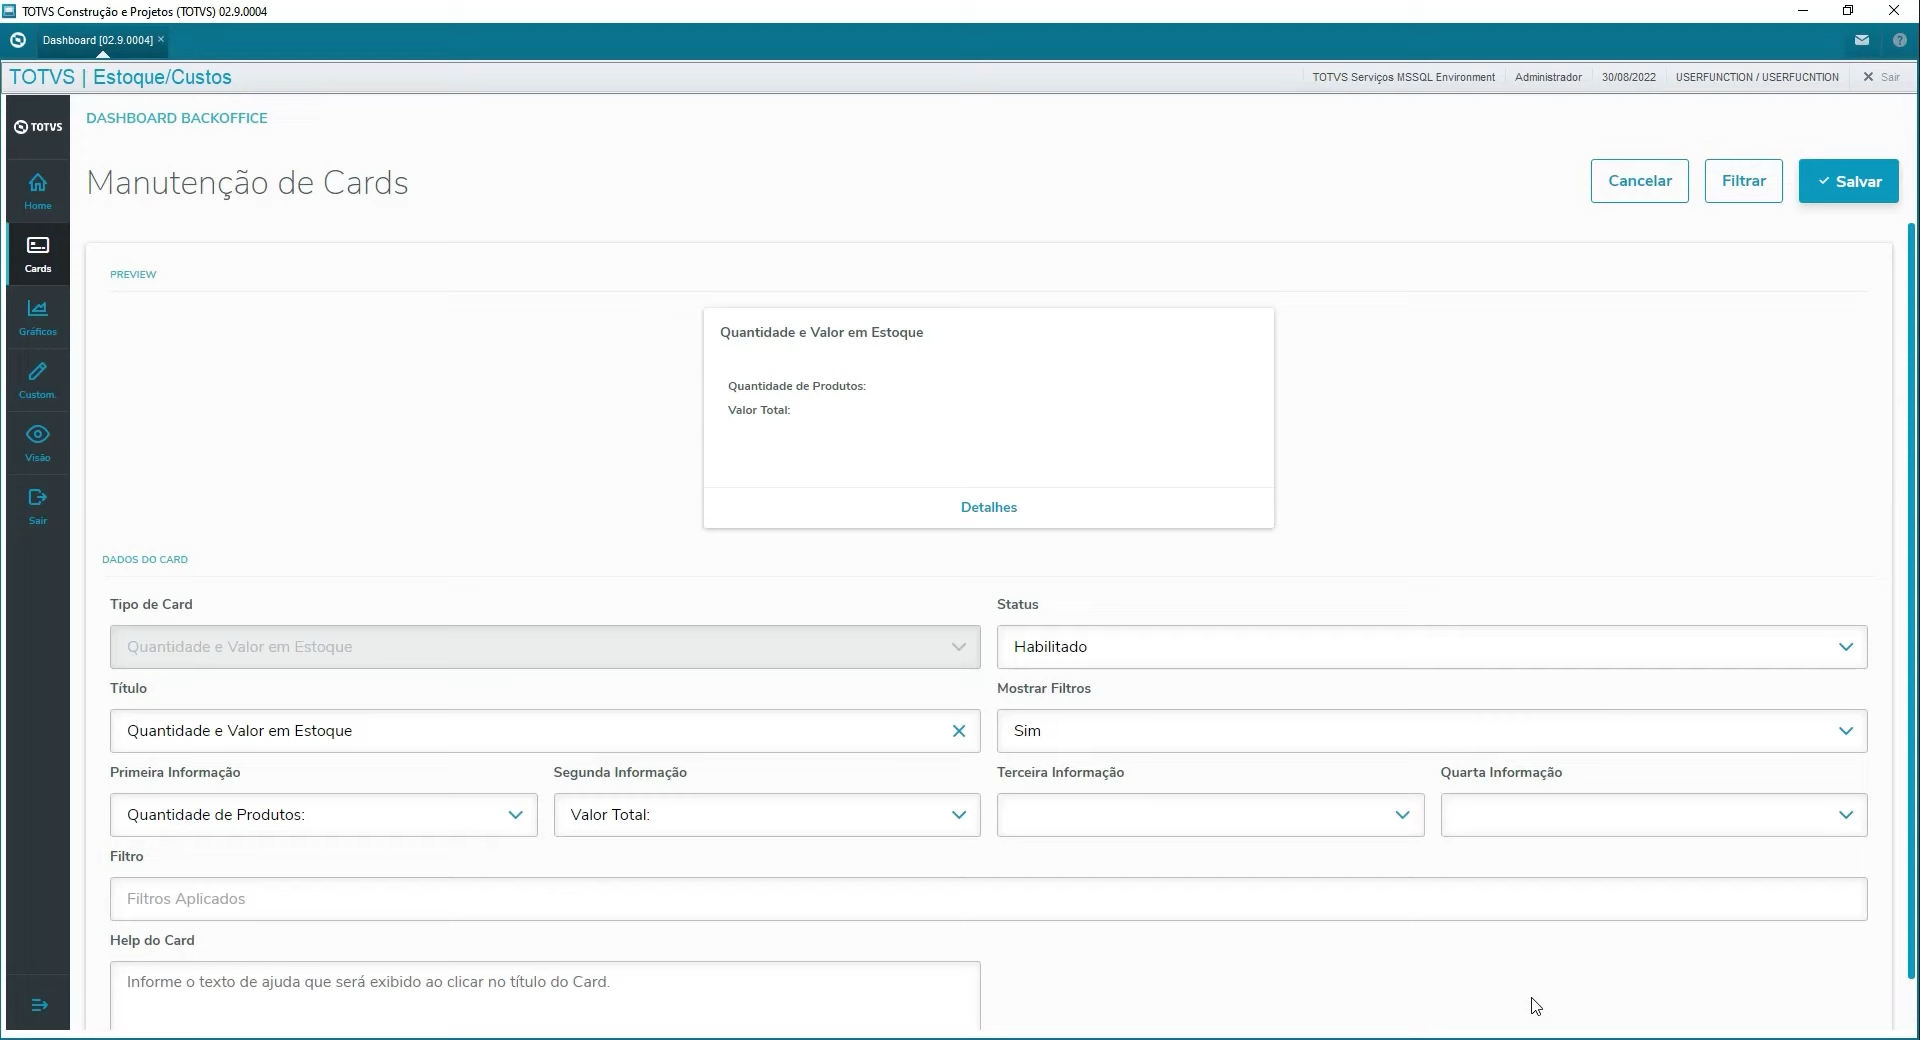 TOTVS Construção e Projetos (TOTVS) 02.9.0004
Dashboard [02.9.0004]
TOTVS | Estoque/Custos
TOTVS Serviços MSSQL Environment Administrador 30/08/2022 USERFUNCTION / USERFUCNTION Sair
TOTVS
DASHBOARD BACKOFFICE
Manutenção de Cards
Cancelar
Filtrar
Salvar
Home
Cards
Gráficos
Custom.
Visão
Sair
PREVIEW
Quantidade e Valor em Estoque
Quantidade de Produtos:
Valor Total:
Detalhes
DADOS DO CARD
Tipo de Card
Status
Quantidade e Valor em Estoque
Habilitado
Título
Mostrar Filtros
Quantidade e Valor em Estoque
Sim
Primeira Informação
Segunda Informação
Terceira Informação
Quarta Informação
Quantidade de Produtos:
Valor Total:
Filtro
Filtros Aplicados
Help do Card
Informe o texto de ajuda que será exibido ao clicar no título do Card.